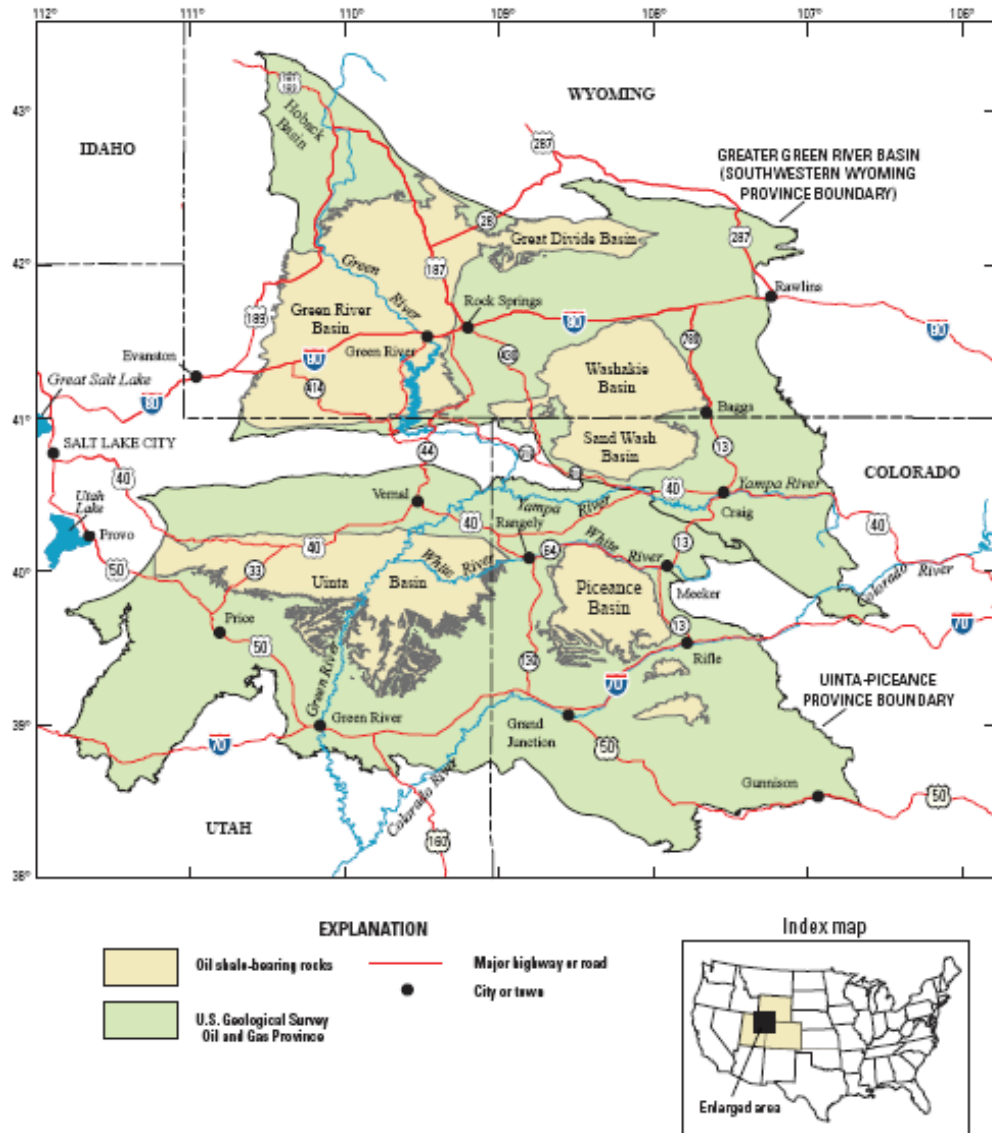 112°
111°
110°
109°
108°
107°
106°
43°
42°
41°
40°
39°
38°
WYOMING
IDAHO
Hoback
Basin
287
GREATER GREEN RIVER BASIN
(SOUTHWESTERN WYOMING
PROVINCE BOUNDARY)
28
287
Great Divide Basin
Green
River
187
189
Rock Springs
Rawlins
Green River
Basin
80
80
80
Evanston
Green River
430
Washakie
Basin
Great Salt Lake
414
80
Baggs
Sand Wash
Basin
SALT LAKE CITY
44
13
COLORADO
40
Vernal
40
Yampa River
Utah
Lake
Yampa
River
Craig
40
Provo
40
40
Rangely
64
White
River
13
50
33
Uinta
Basin
White River
Piceance
Basin
Meeker
Colorado
River
Price
13
70
50
Rifle
Green River
70
UINTA-PICEANCE
PROVINCE BOUNDARY
Green River
Grand
Junction
70
50
Gunnison
50
UTAH
Colorado River
160
EXPLANATION
Oil shale-bearing rocks
Major highway or road
City or town
U.S. Geological Survey
Oil and Gas Province
Index map
Enlarged area